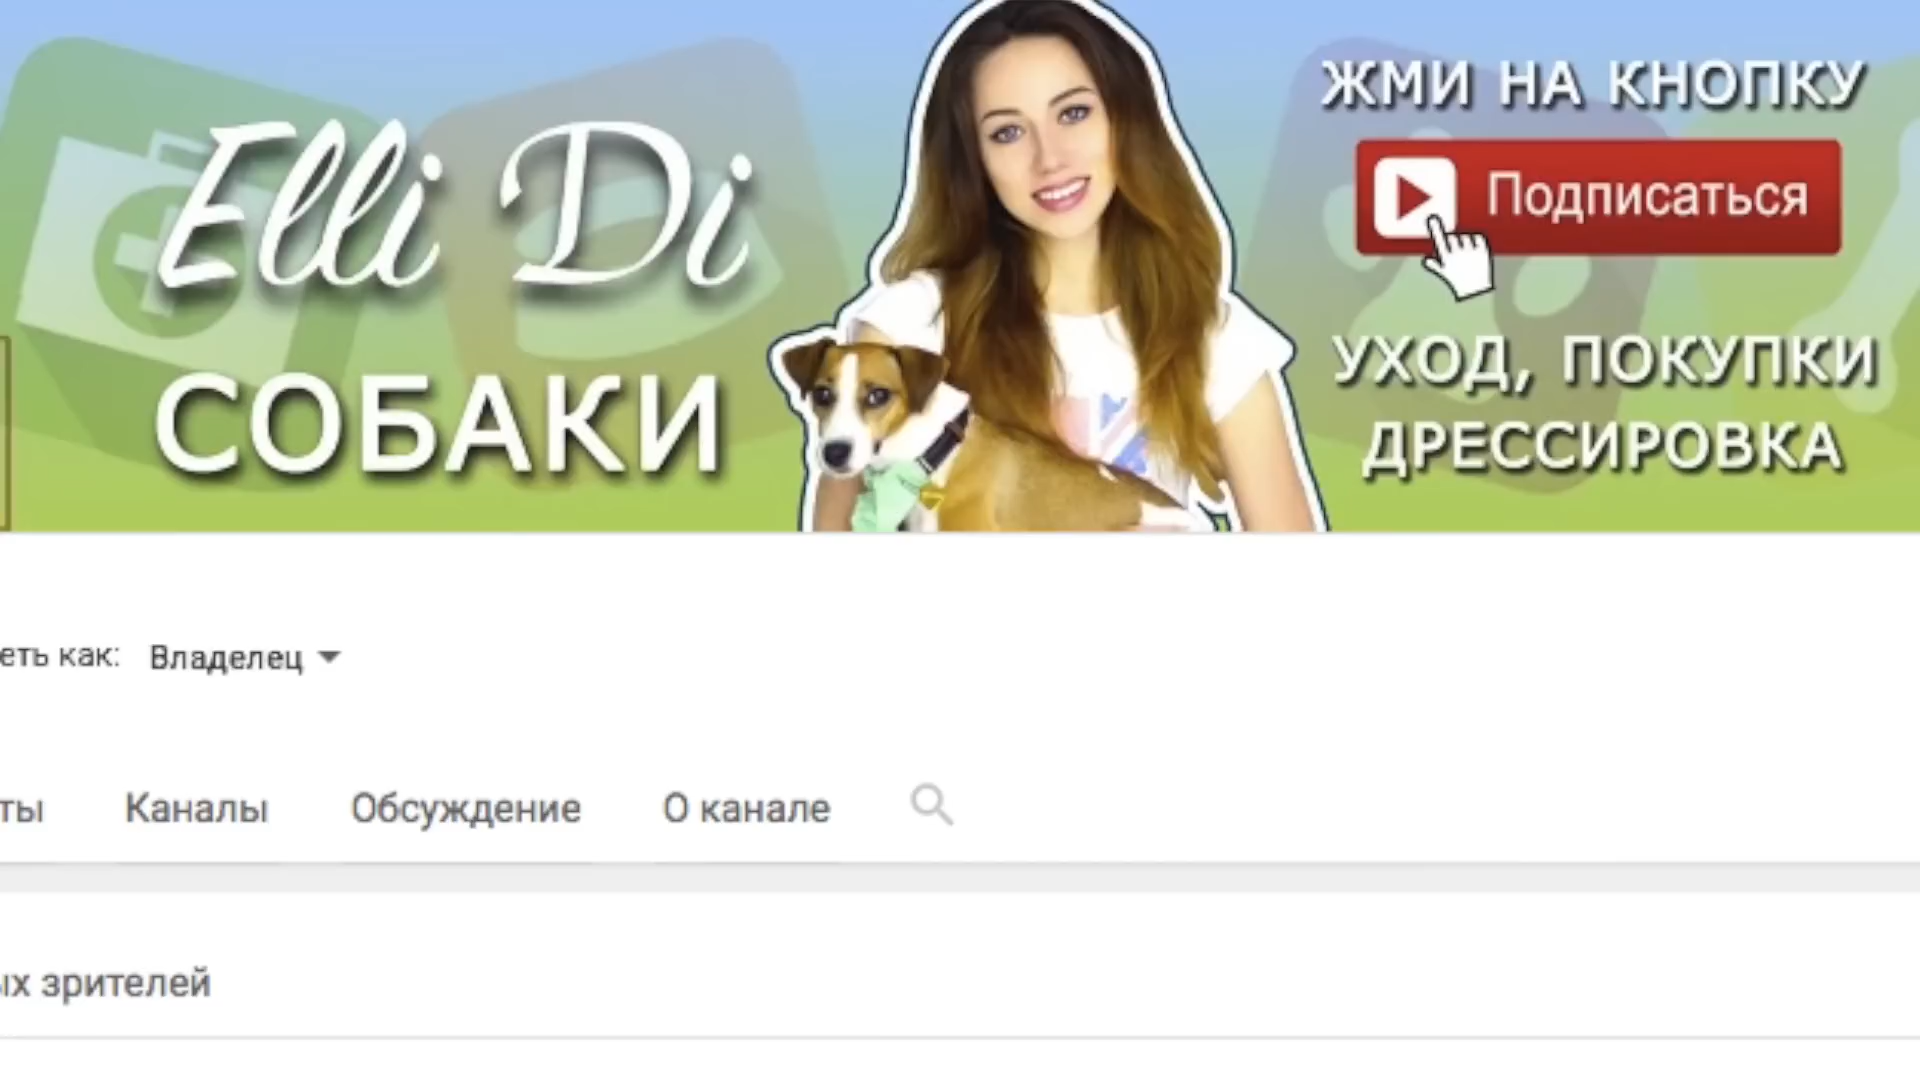 Elli Di
СОБАКИ
ЖМИ НА КНОПКУ
Подписаться
УХОД, ПОКУПКИ
ДРЕССИРОВКА
еть как: Владелец
ты Каналы Обсуждение О канале
ых зрителей